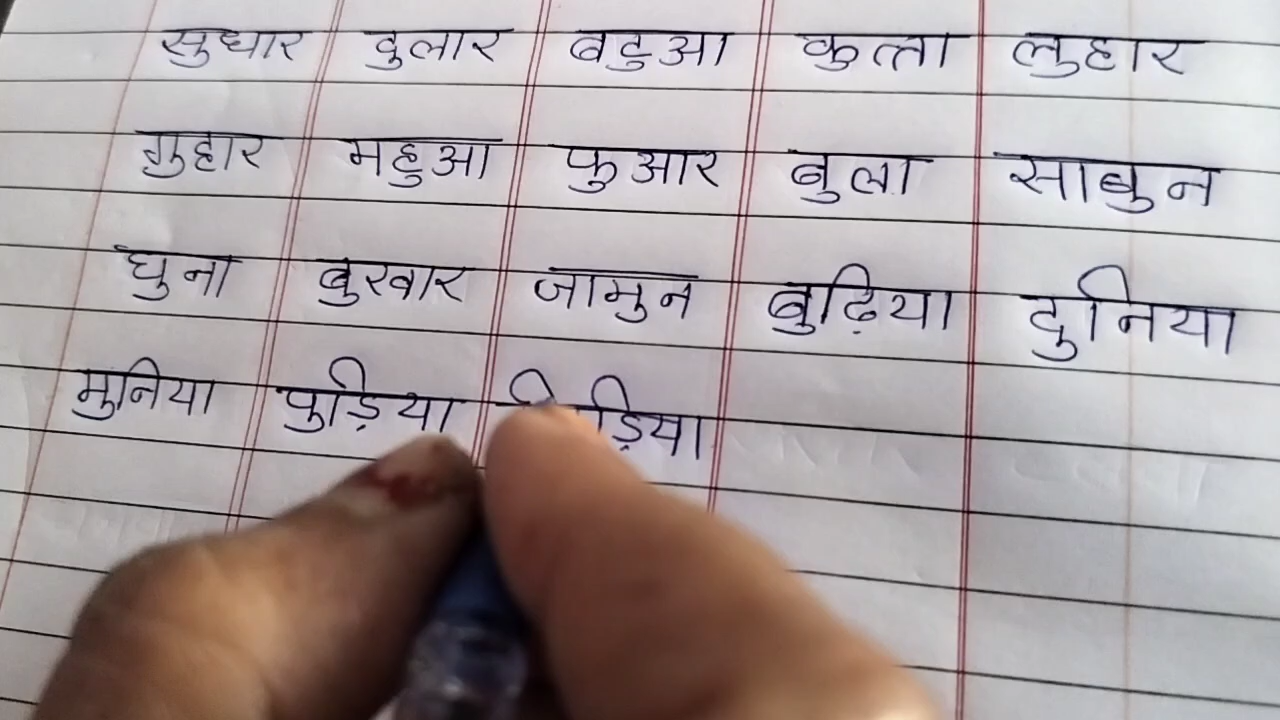 सुधार दुलार बटुआ कुत्ता लुहार
गुहार महुआ फुआर बुला साबुन
घुना बुखार जामुन बुढ़िया दुनिया
मुनिया पुड़िया